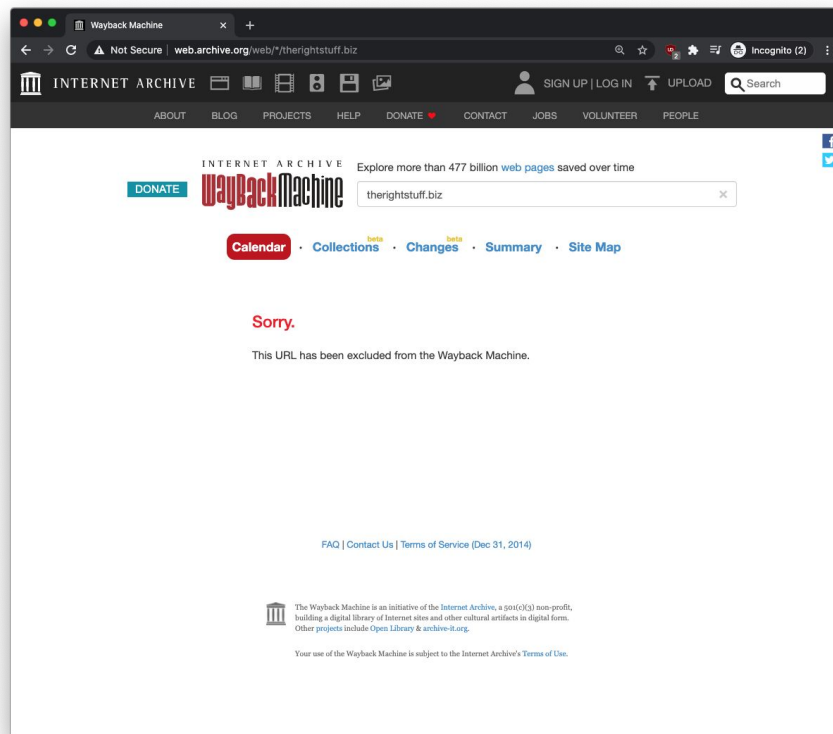 Wayback Machine × +
Not Secure | web.archive.org/web/*/therightstuff.biz 2 Incognito (2)
INTERNET ARCHIVE SIGN UP | LOG IN UPLOAD Search
ABOUT BLOG PROJECTS HELP DONATE CONTACT JOBS VOLUNTEER PEOPLE
INTERNET ARCHIVE
WayBackMachine
Explore more than 477 billion web pages saved over time
DONATE
therightstuff.biz ×
beta beta
Calendar · Collections · Changes · Summary · Site Map
Sorry.
This URL has been excluded from the Wayback Machine.
FAQ | Contact Us | Terms of Service (Dec 31, 2014)
The Wayback Machine is an initiative of the Internet Archive, a 501(c)(3) non-profit,
building a digital library of Internet sites and other cultural artifacts in digital form.
Other projects include Open Library & archive-it.org.
Your use of the Wayback Machine is subject to the Internet Archive's Terms of Use.